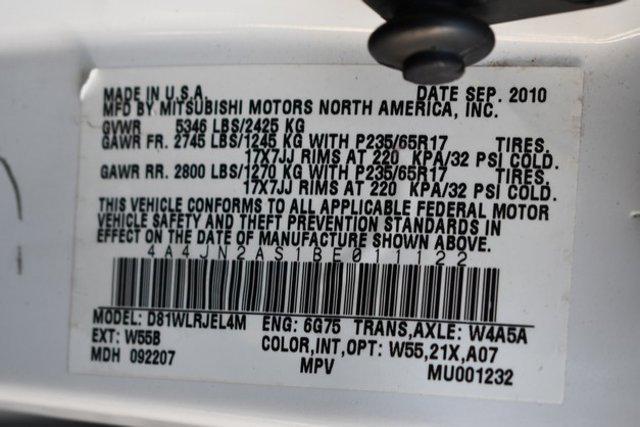 MADE IN U.S.A. DATE SEP. 2010
MFD BY MITSUBISHI MOTORS NORTH AMERICA, INC.
GVWR 5346 LBS/2425 KG
GAWR FR. 2745 LBS/1245 KG WITH P235/65R17 TIRES.
17X7JJ RIMS AT 220 KPA/32 PSI COLD.
GAWR RR. 2800 LBS/1270 KG WITH P235/65R17 TIRES.
17X7JJ RIMS AT 220 KPA/32 PSI COLD.
THIS VEHICLE CONFORMS TO ALL APPLICABLE FEDERAL MOTOR
VEHICLE SAFETY AND THEFT PREVENTION STANDARDS IN
EFFECT ON THE DATE OF MANUFACTURE SHOWN ABOVE.
4A4JN2AS1BE011122
MODEL: D81WLRJEL4M ENG: 6G75 TRANS,AXLE: W4A5A
EXT: W55B COLOR,INT,OPT: W55,21X,A07
MDH 092207 MPV MU001232